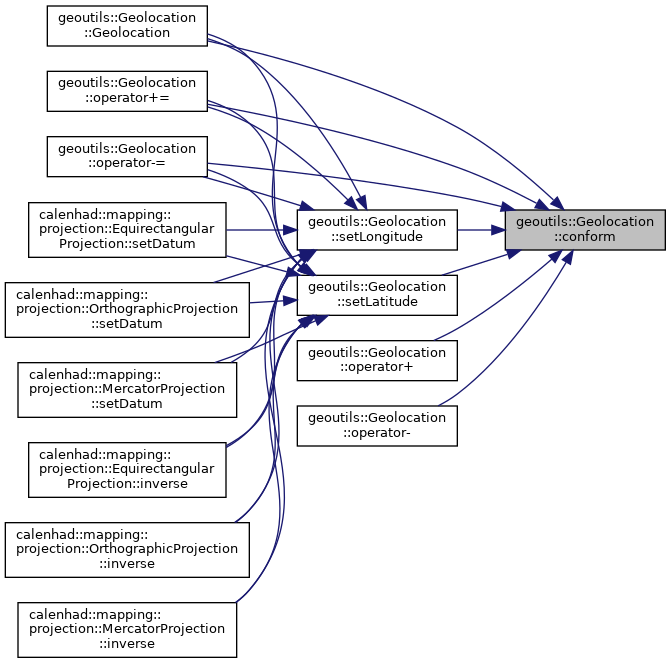 geoutils::Geolocation
::Geolocation
geoutils::Geolocation
::operator+=
geoutils::Geolocation
::operator-=
calenhad::mapping::
projection::Equirectangular
Projection::setDatum
calenhad::mapping::
projection::OrthographicProjection
::setDatum
calenhad::mapping::
projection::MercatorProjection
::setDatum
calenhad::mapping::
projection::Equirectangular
Projection::inverse
calenhad::mapping::
projection::OrthographicProjection
::inverse
calenhad::mapping::
projection::MercatorProjection
::inverse
geoutils::Geolocation
::setLongitude
geoutils::Geolocation
::setLatitude
geoutils::Geolocation
::operator+
geoutils::Geolocation
::operator-
geoutils::Geolocation
::conform